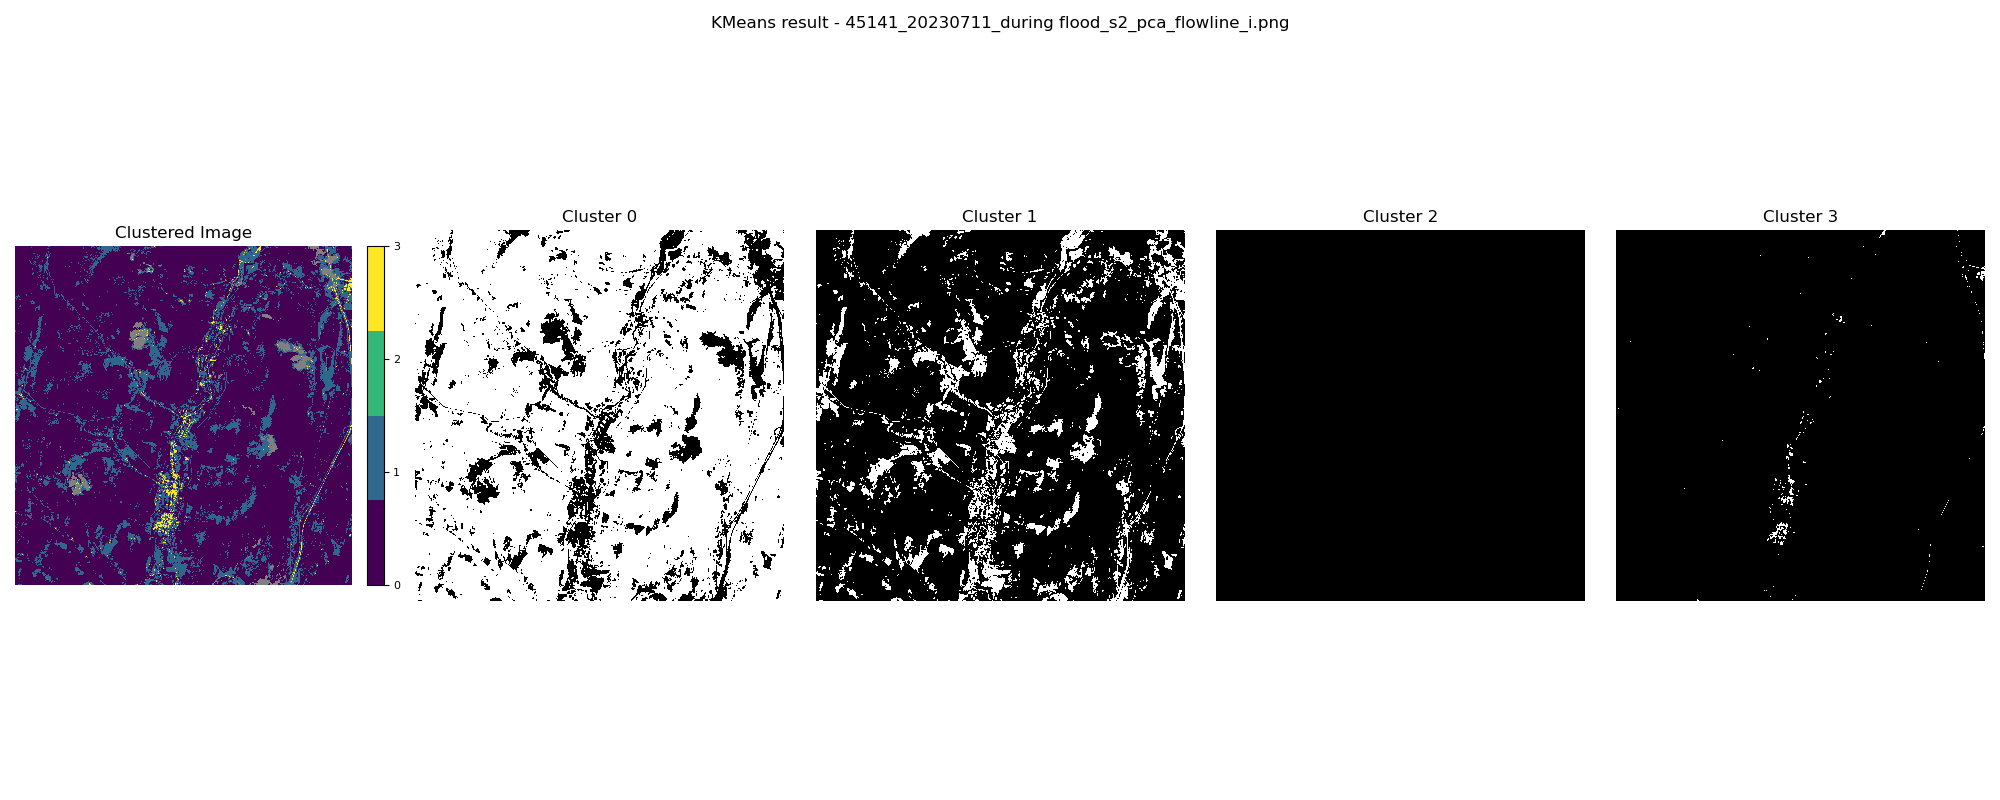 KMeans result - 45141_20230711_during flood_s2_pca_flowline_i.png
Clustered Image
Cluster 0
Cluster 1
Cluster 2
Cluster 3
3
2
1
0